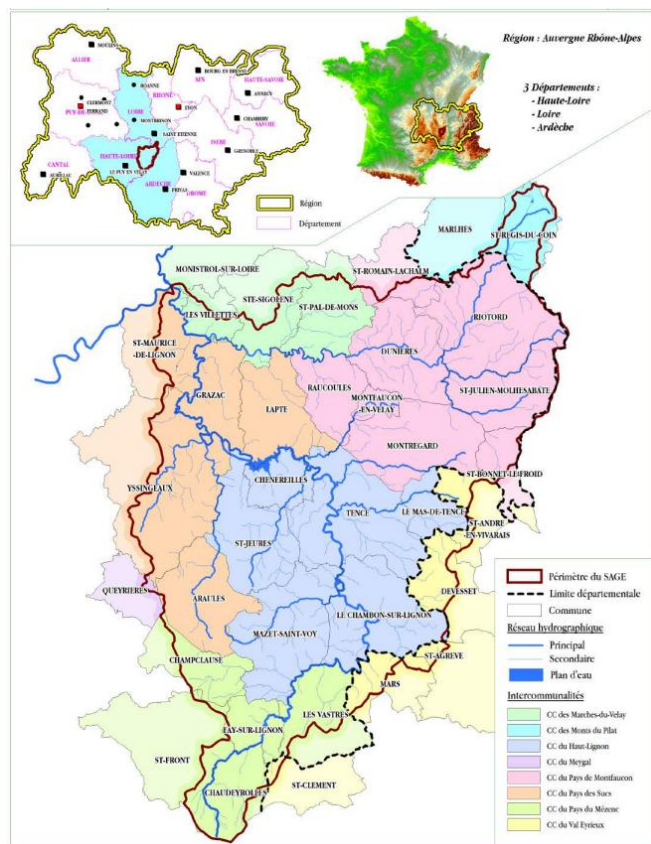 Région : Auvergne Rhône-Alpes
3 Départements :
- Haute-Loire
- Loire
- Ardèche
MOULINS
ALLIER
BOURG EN BRESSE
AIN
HAUTE-SAVOIE
ROANNE
RHONE
ANNECY
CLERMONT
FERRAND
PUY-DE
LOIRE
LYON
MONTBRISON
CHAMBERY
SAVOIE
SAINT ETIENNE
ISERE
GRENOBLE
CANTAL
HAUTE-LOIRE
LE PUY EN VELAY
AURILLAC
ARDECHE
VALENCE
PRIVAS
DROME
Région
Département
MARLHES
ST-REGIS-DU-COIN
MONISTROL-SUR-LOIRE
ST-ROMAIN-LACHALM
STE-SIGOLENE
LES VILLETTES
ST-PAL-DE-MONS
RIOTORD
ST-MAURICE
-DE-LIGNON
DUNIERES
GRAZAC
LAPTE
RAUCOULES
MONTFAUCON
-EN-VELAY
ST-JULIEN-MOLHESABATE
MONTREGARD
ST-BONNET-LE-FROID
CHENEREILLES
YSSINGEAUX
TENCE
LE MAS-DE-TENCE
ST-ANDRE
-EN-VIVARAIS
ST-JEURES
QUEYRIERES
ARAULES
DEVESSET
LE CHAMBON-SUR-LIGNON
MAZET-SAINT-VOY
CHAMPCLAUSE
ST-AGREVE
MARS
LES VASTRES
FAY-SUR-LIGNON
ST-FRONT
CHAUDEYROLLES
ST-CLEMENT
Périmètre du SAGE
Limite départementale
Commune
Réseau hydrographique
Principal
Secondaire
Plan d'eau
Intercommunalités
CC des Marches-du-Velay
CC des Monts du Pilat
CC du Haut-Lignon
CC du Meygal
CC du Pays de Montfaucon
CC du Pays des Sucs
CC du Pays du Mézenc
CC du Val Eyrieux